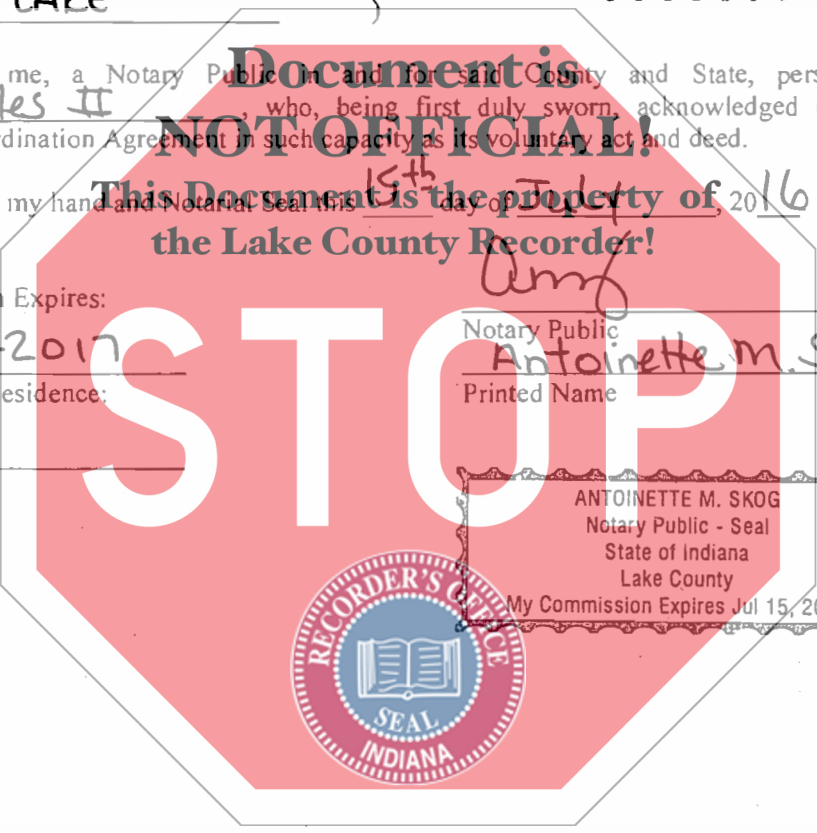 LAKE )
Document is
me, a Notary Public in and for said County and State, pers
les II , who, being first duly sworn, acknowledged
NOT OFFICIAL!
rdination Agreement in such capacity as its voluntary act and deed.
my hand and Notarial Seal this 15th day of July, 2016
This Document is the property of
the Lake County Recorder!
Expires:
2017
Notary Public
Antoinette M. S
esidence:
Printed Name
STOP
ANTOINETTE M. SKOG
Notary Public - Seal
State of Indiana
Lake County
My Commission Expires Jul 15, 20
RECORDER'S OFFICE
SEAL
INDIANA